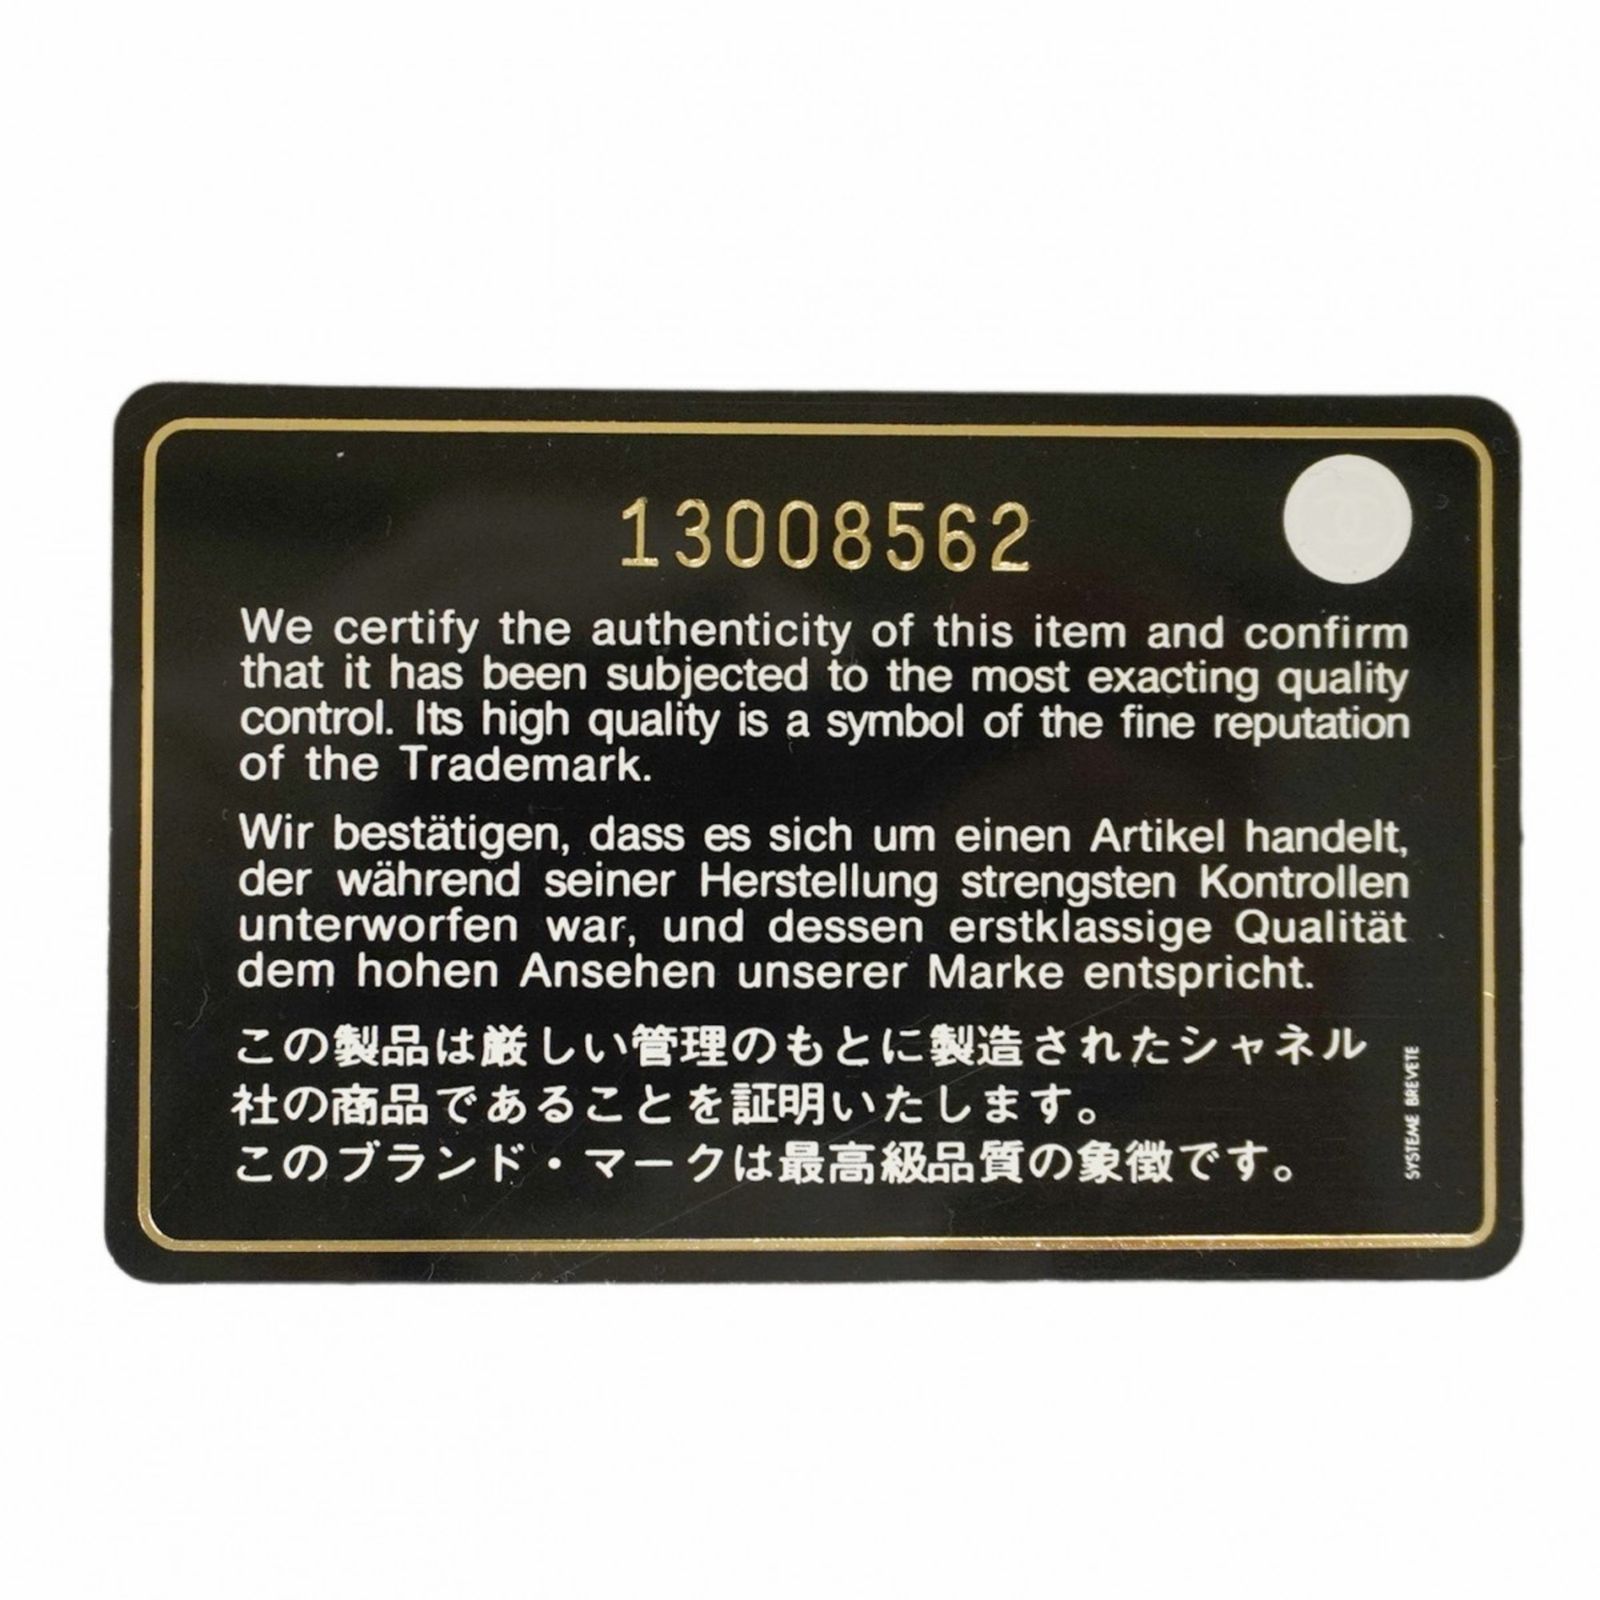 13008562
We certify the authenticity of this item and confirm
that it has been subjected to the most exacting quality
control. Its high quality is a symbol of the fine reputation
of the Trademark.
Wir bestätigen, dass es sich um einen Artikel handelt,
der während seiner Herstellung strengsten Kontrollen
unterworfen war, und dessen erstklassige Qualität
dem hohen Ansehen unserer Marke entspricht.
この製品は厳しい管理のもとに製造されたシャネル
社の商品であることを証明いたします。
このブランド・マークは最高級品質の象徴です。
SYSTEME BREVETE